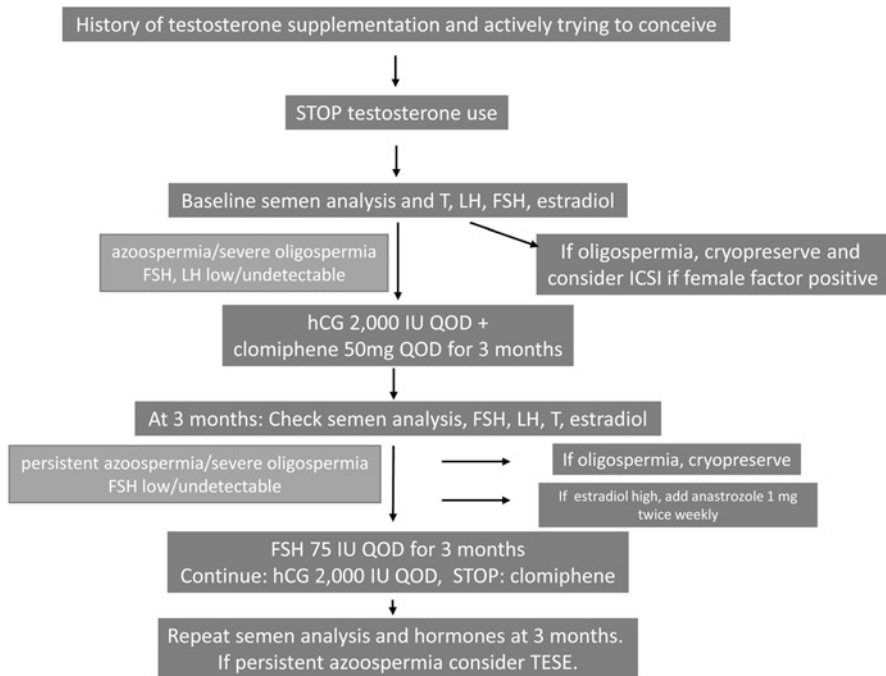 History of testosterone supplementation and actively trying to conceive
STOP testosterone use
Baseline semen analysis and T, LH, FSH, estradiol
azoospermia/severe oligospermia
FSH, LH low/undetectable
If oligospermia, cryopreserve and
consider ICSI if female factor positive
hCG 2,000 IU QOD +
clomiphene 50mg QOD for 3 months
At 3 months: Check semen analysis, FSH, LH, T, estradiol
persistent azoospermia/severe oligospermia
FSH low/undetectable
If oligospermia, cryopreserve
If estradiol high, add anastrozole 1 mg
twice weekly
FSH 75 IU QOD for 3 months
Continue: hCG 2,000 IU QOD, STOP: clomiphene
Repeat semen analysis and hormones at 3 months.
If persistent azoospermia consider TESE.